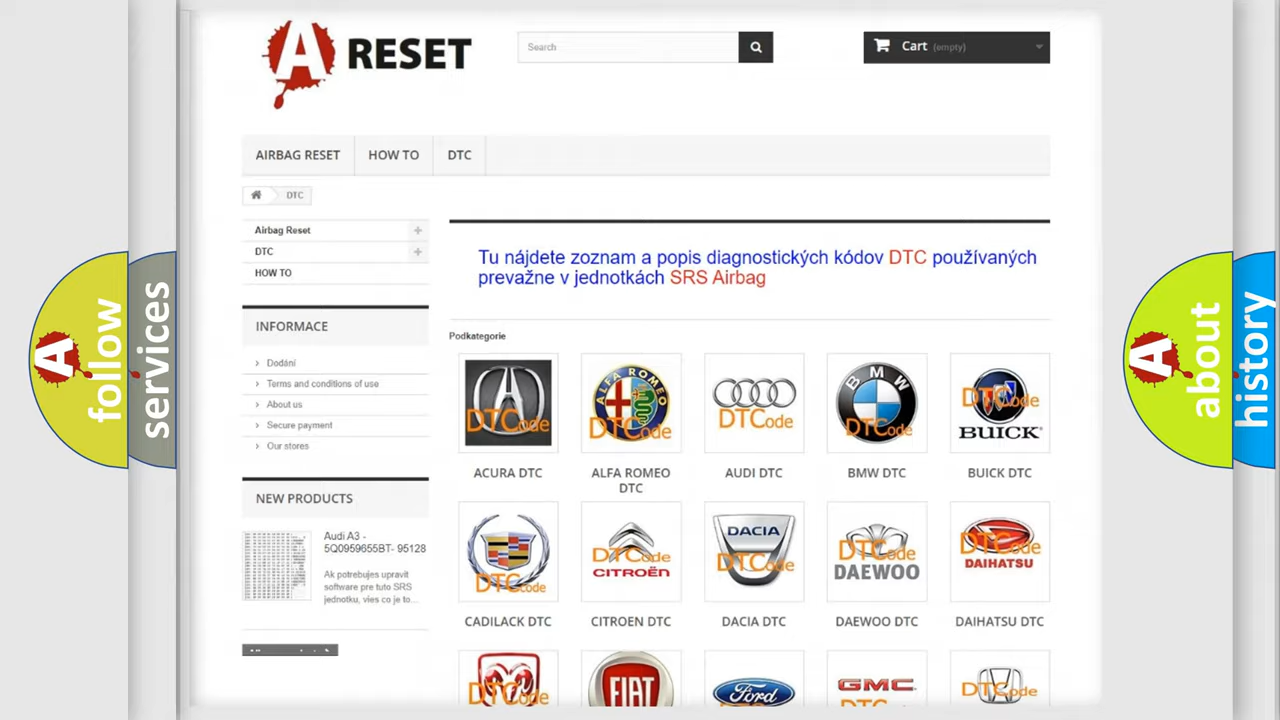 A RESET
Search
Cart (empty)
AIRBAG RESET
HOW TO
DTC
DTC
Airbag Reset
DTC
HOW TO
INFORMACE
Dodání
Terms and conditions of use
About us
Secure payment
Our stores
NEW PRODUCTS
Audi A3 -
5Q0959655BT- 95128
Ak potrebujes upravit
software pre tuto SRS
jednotku, vies co je to...
Tu nájdete zoznam a popis diagnostických kódov DTC používaných
prevažne v jednotkách SRS Airbag
Podkategorie
DTCode
ALFA ROMEO
DTCode
DTCode
BMW
DTCode
DTCode
BUICK
ACURA DTC
ALFA ROMEO
DTC
AUDI DTC
BMW DTC
BUICK DTC
DTCode
DTCode
CITROËN
DACIA
DTCode
DTCode
DAEWOO
DTCode
DAIHATSU
CADILACK DTC
CITROEN DTC
DACIA DTC
DAEWOO DTC
DAIHATSU DTC
DTCode
FIAT
Ford
GMC
DTCode
A follow
services
A about
history